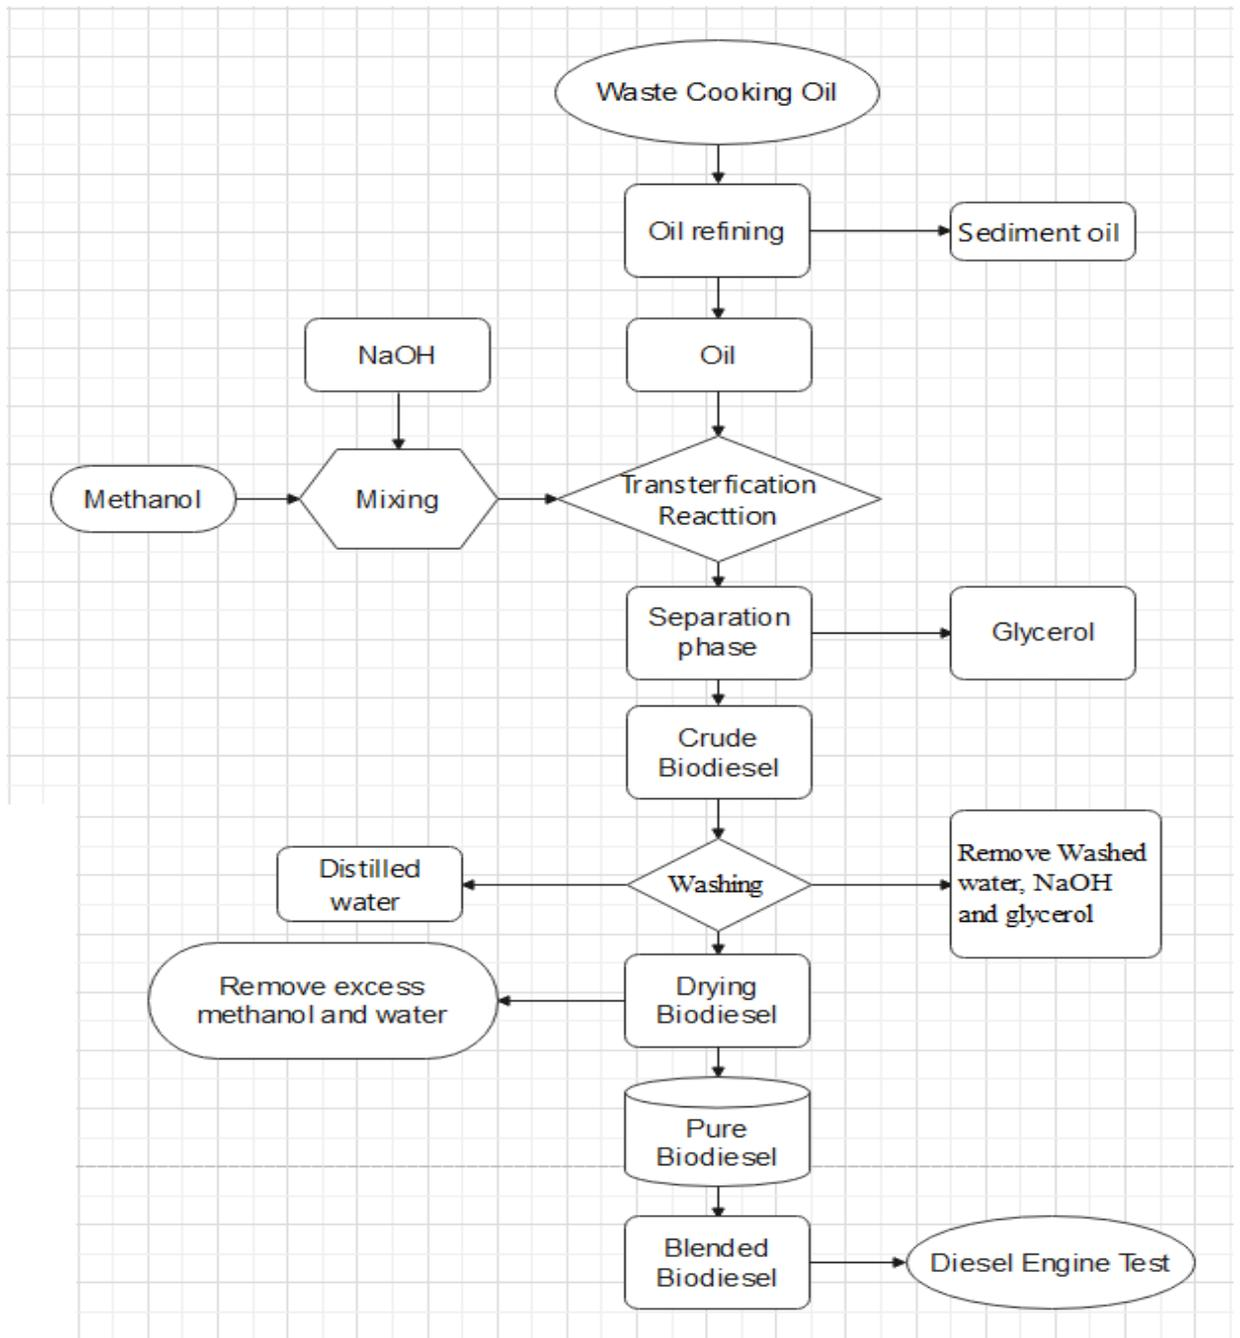 Waste Cooking Oil
Oil refining
Sediment oil
NaOH
Oil
Methanol
Mixing
Transterfication
Reacttion
Separation
phase
Glycerol
Crude
Biodiesel
Distilled
water
Washing
Remove Washed
water, NaOH
and glycerol
Remove excess
methanol and water
Drying
Biodiesel
Pure
Biodiesel
Blended
Biodiesel
Diesel Engine Test